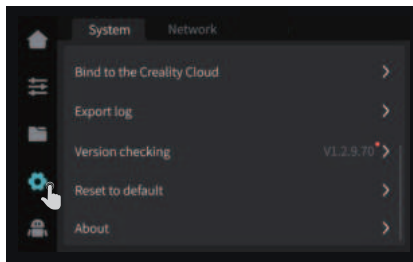 System Network
Bind to the Creality Cloud
Export log
Version checking V1.2.9.70
Reset to default
About